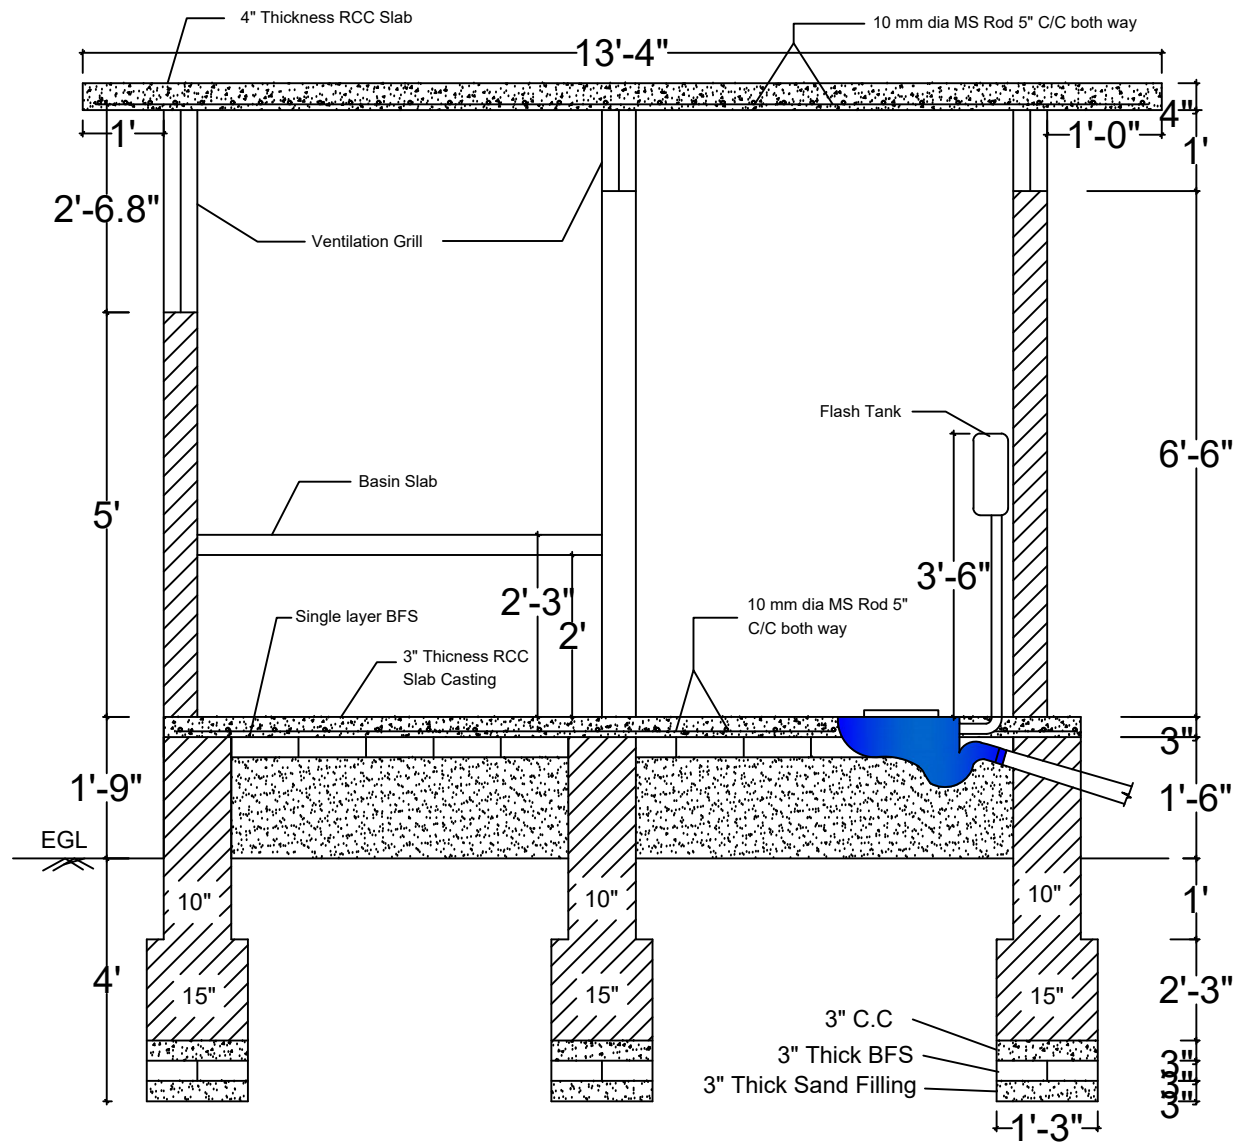 4" Thickness RCC Slab
10 mm dia MS Rod 5" C/C both way
13'-4"
4"
1'
1'-0"
1'
2'-6.8"
Ventilation Grill
Flash Tank
6'-6"
Basin Slab
5'
3'-6"
2'-3"
2'
10 mm dia MS Rod 5"
C/C both way
Single layer BFS
3" Thicness RCC
Slab Casting
3"
1'-9"
1'-6"
EGL
10"
10"
10"
1'
4'
15"
15"
15"
2'-3"
3" C.C
3" Thick BFS
3" Thick Sand Filling
3"
3"
3"
1'-3"